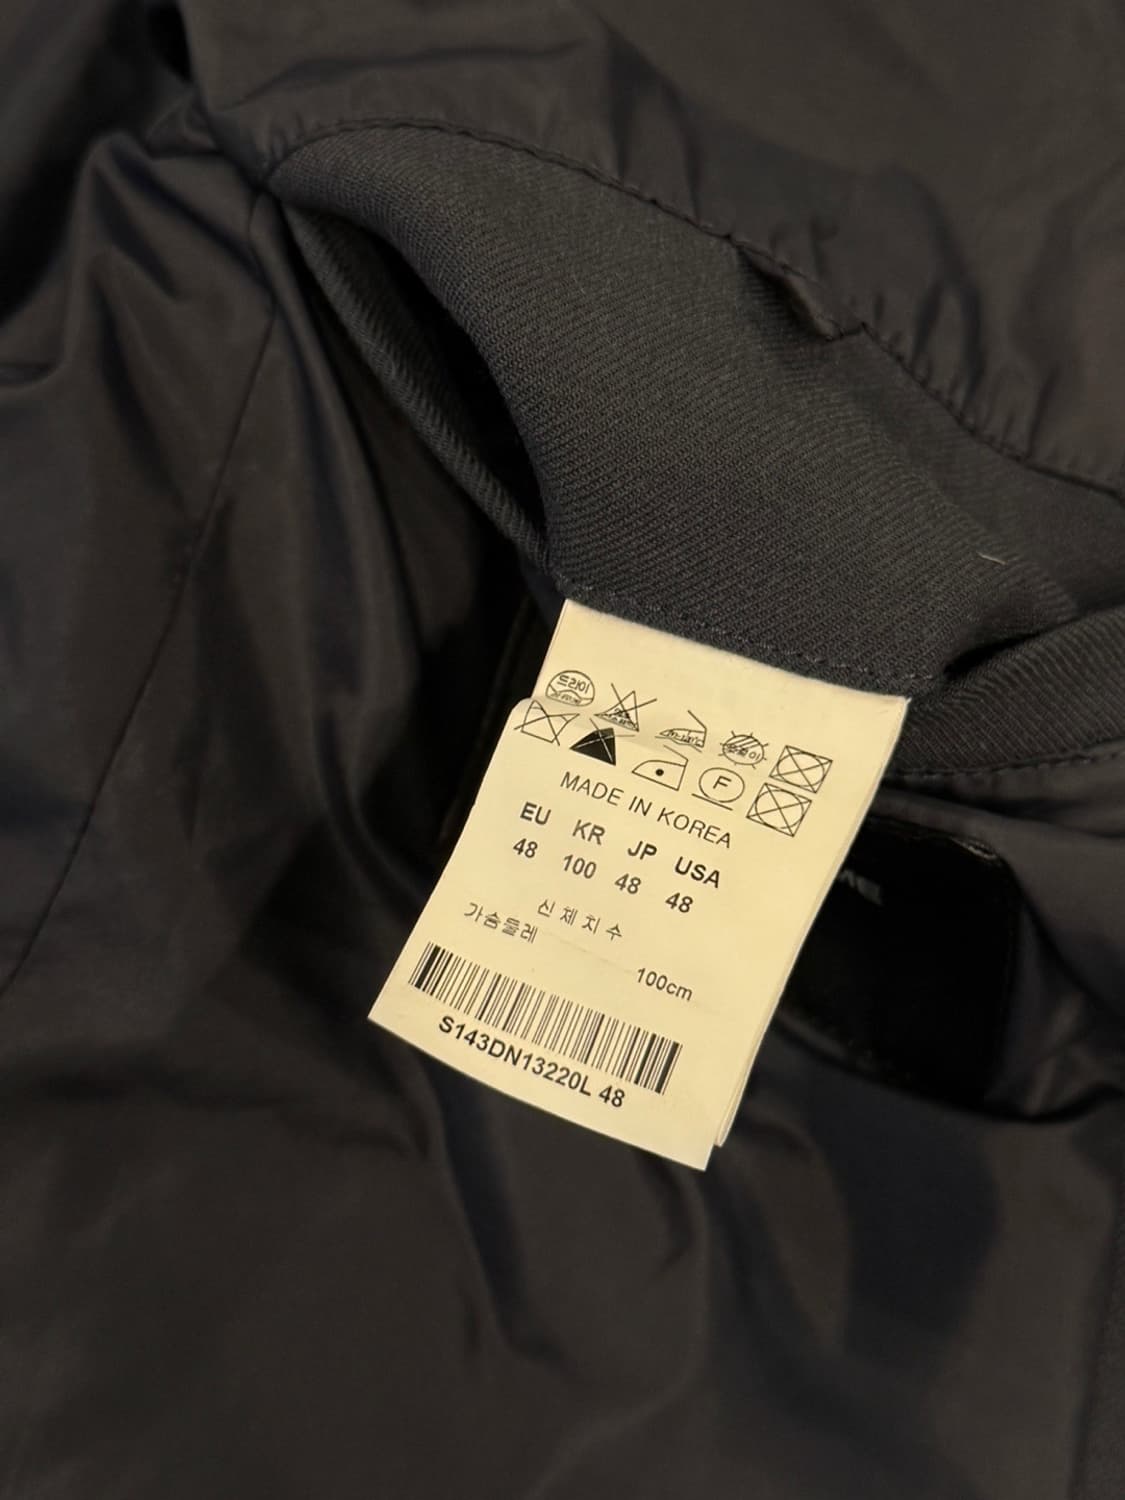 드라이
F
MADE IN KOREA
EU KR JP USA
48 100 48 48
신체치수
가슴둘레 100cm
S143DN13220L 48